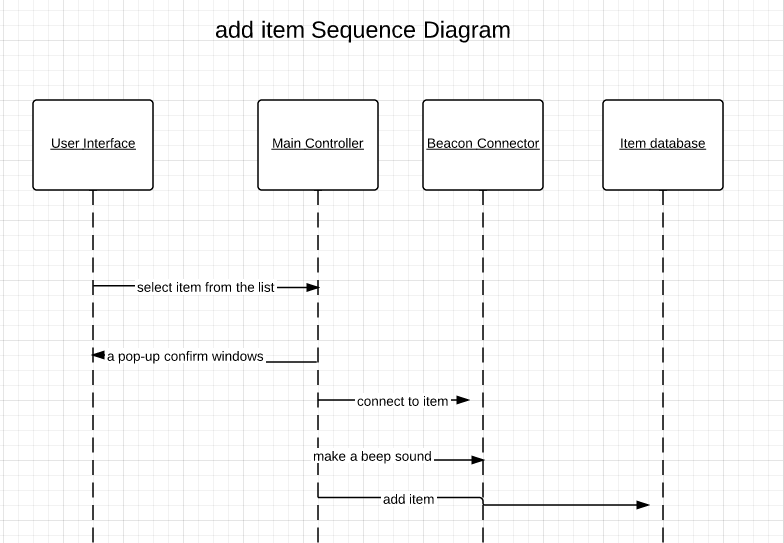 add item Sequence Diagram
User Interface
Main Controller
Beacon Connector
Item database
select item from the list
a pop-up confirm windows
connect to item
make a beep sound
add item